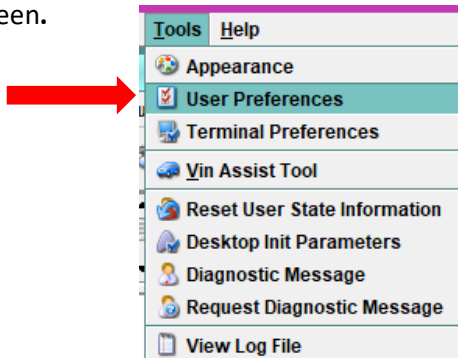 een.
Tools Help
Appearance
User Preferences
Terminal Preferences
Vin Assist Tool
Reset User State Information
Desktop Init Parameters
Diagnostic Message
Request Diagnostic Message
View Log File